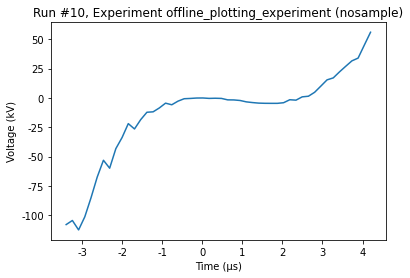 Run #10, Experiment offline_plotting_experiment (nosample)
Voltage (kV)
50
25
0
-25
-50
-75
-100
-3 -2 -1 0 1 2 3 4
Time (μs)